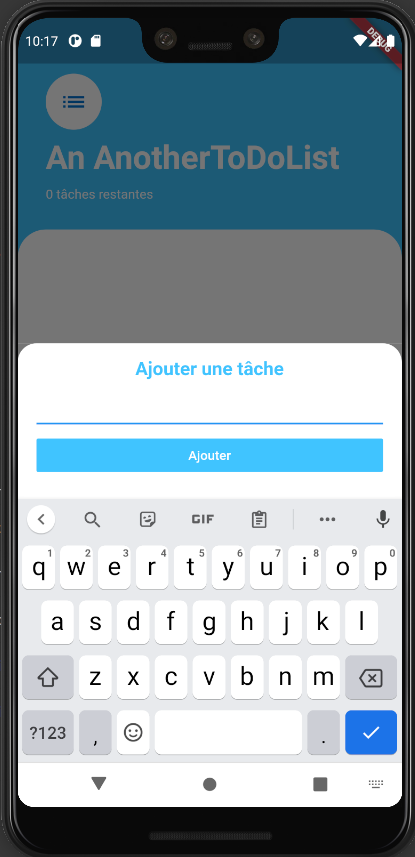 10:17
DEBUG
An AnotherToDoList
0 tâches restantes
Ajouter une tâche
Ajouter
GIF
q1 w2 e3 r4 t5 y6 u7 i8 o9 p0
a s d f g h j k l
z x c v b n m
?123 , .